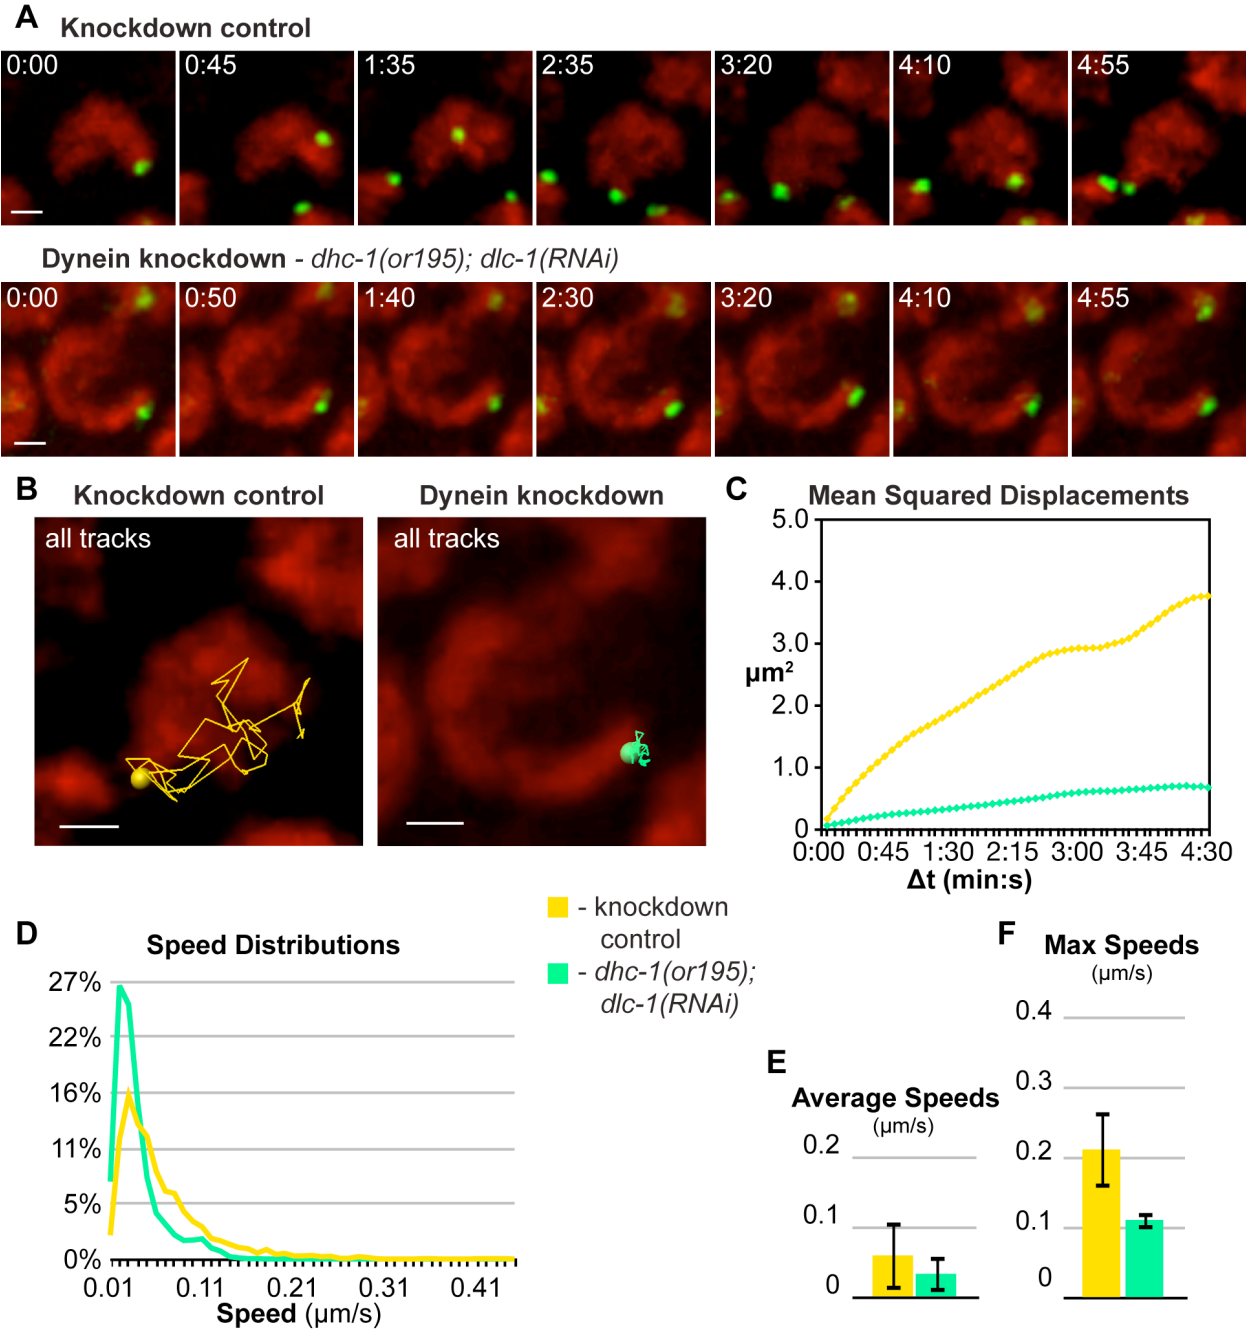 A
Knockdown control
0:00 0:45 1:35 2:35 3:20 4:10 4:55
Dynein knockdown - dhc-1(or195); dlc-1(RNAi)
0:00 0:50 1:40 2:30 3:20 4:10 4:55
B
Knockdown control
all tracks
Dynein knockdown
all tracks
C
Mean Squared Displacements
5.0
4.0
3.0
µm²
2.0
1.0
0
0:00 0:45 1:30 2:15 3:00 3:45 4:30
Δt (min:s)
- knockdown
control
- dhc-1(or195);
dlc-1(RNAi)
D
Speed Distributions
27%
22%
16%
11%
5%
0%
0.01 0.11 0.21 0.31 0.41
Speed (µm/s)
E
Average Speeds
(µm/s)
0.2
0.1
0
F
Max Speeds
(µm/s)
0.4
0.3
0.2
0.1
0